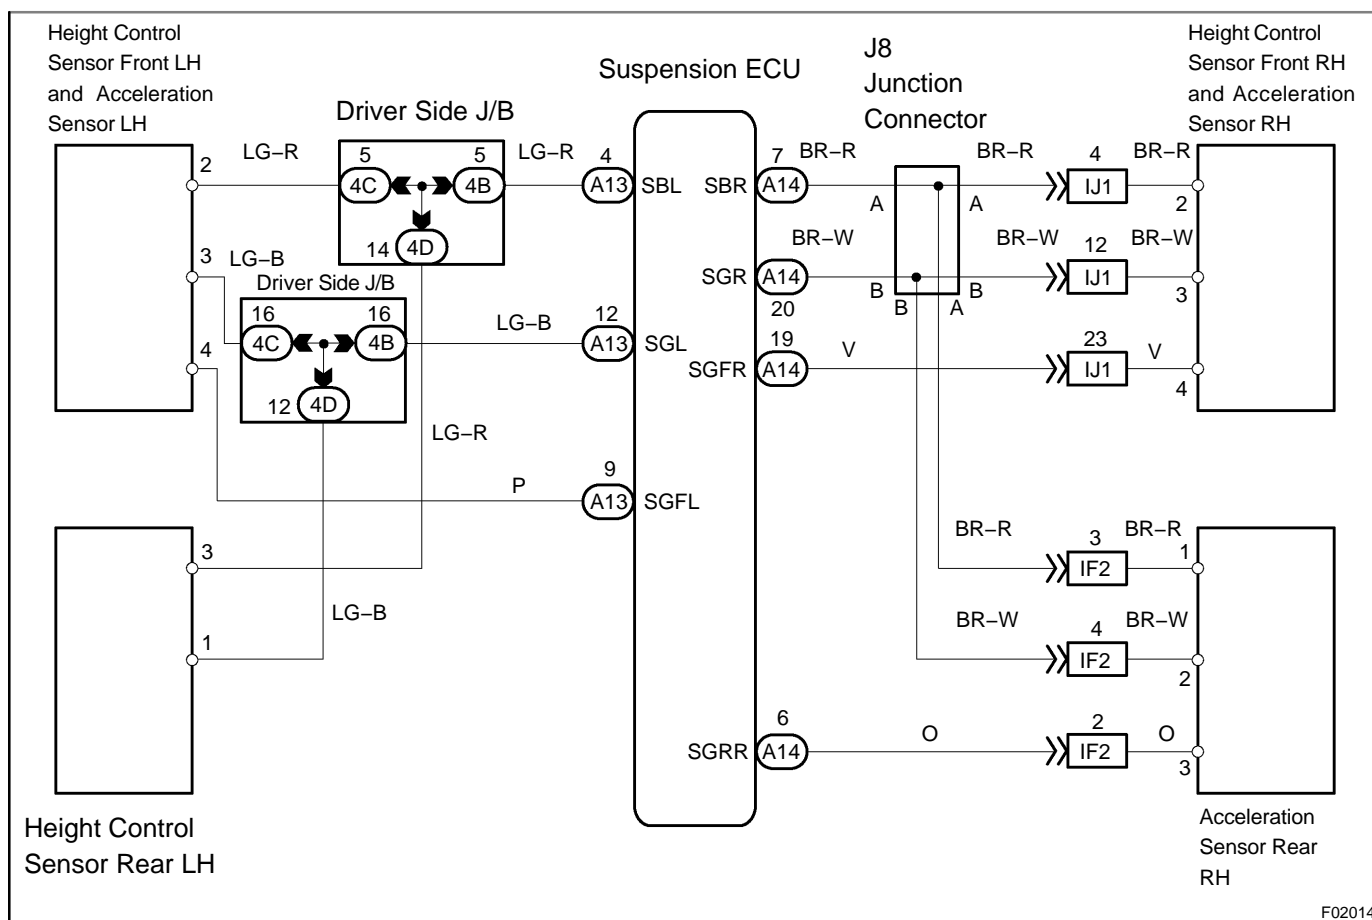 Height Control
Sensor Front LH
and Acceleration
Sensor LH
Driver Side J/B
Suspension ECU
J8
Junction
Connector
Height Control
Sensor Front RH
and Acceleration
Sensor RH
2
LG−R
5
4C
5
4B
LG−R
4
A13
SBL
SBR
7
A14
BR−R
A
A
BR−R
4
IJ1
BR−R
2
14
4D
3
LG−B
Driver Side J/B
BR−W
SGR
A14
20
B
B
A
B
BR−W
12
IJ1
BR−W
3
16
4C
16
4B
LG−B
12
A13
SGL
SGFR
19
A14
V
23
IJ1
V
4
4
12
4D
LG−R
P
9
A13
SGFL
3
1
LG−B
BR−R
3
IF2
BR−R
1
BR−W
4
IF2
BR−W
2
SGRR
6
A14
O
2
IF2
O
3
Height Control
Sensor Rear LH
Acceleration
Sensor Rear
RH
F02014